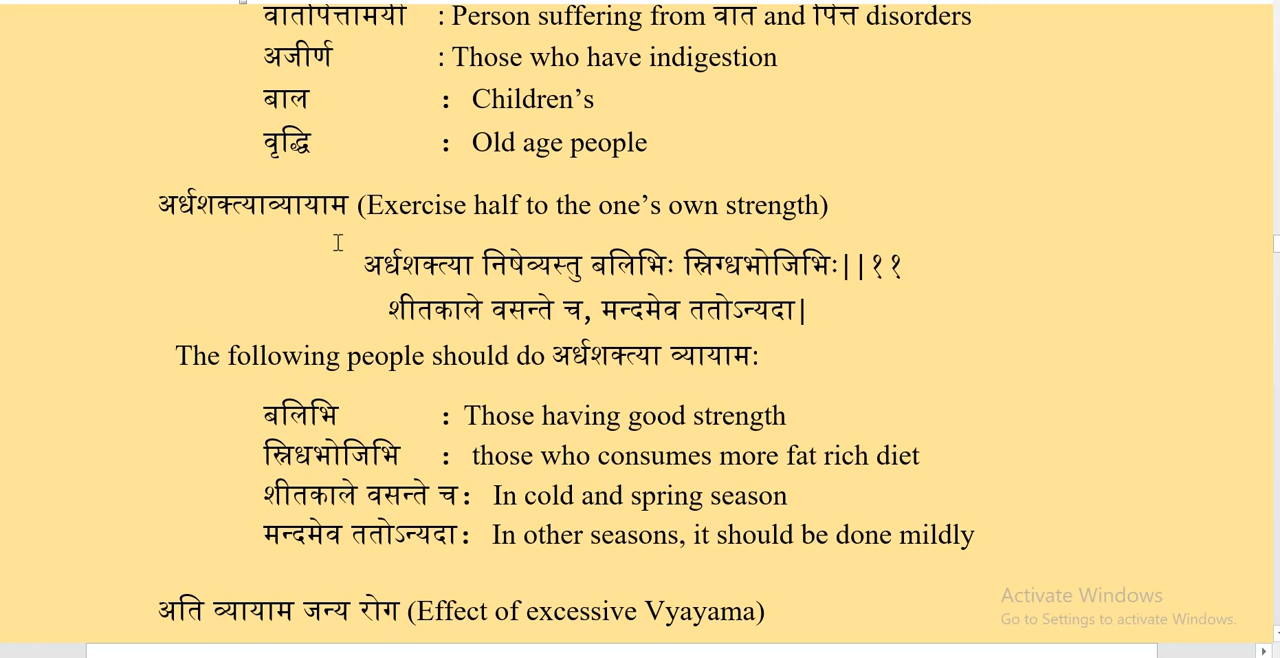 वातपित्तामयी : Person suffering from वात and पित्त disorders
अजीर्ण : Those who have indigestion
बाल : Children’s
वृद्धि : Old age people
अर्धशक्त्याव्यायाम (Exercise half to the one’s own strength)
अर्धशक्त्या निषेव्यस्तु बलिभिः स्निग्धभोजिभिः||११
शीतकाले वसन्ते च, मन्दमेव ततोऽन्यदा|
The following people should do अर्धशक्त्या व्यायाम:
बलिभि : Those having good strength
स्निधभोजिभि : those who consumes more fat rich diet
शीतकाले वसन्ते च: In cold and spring season
मन्दमेव ततोऽन्यदा: In other seasons, it should be done mildly
अति व्यायाम जन्य रोग (Effect of excessive Vyayama)
Activate Windows
Go to Settings to activate Windows.